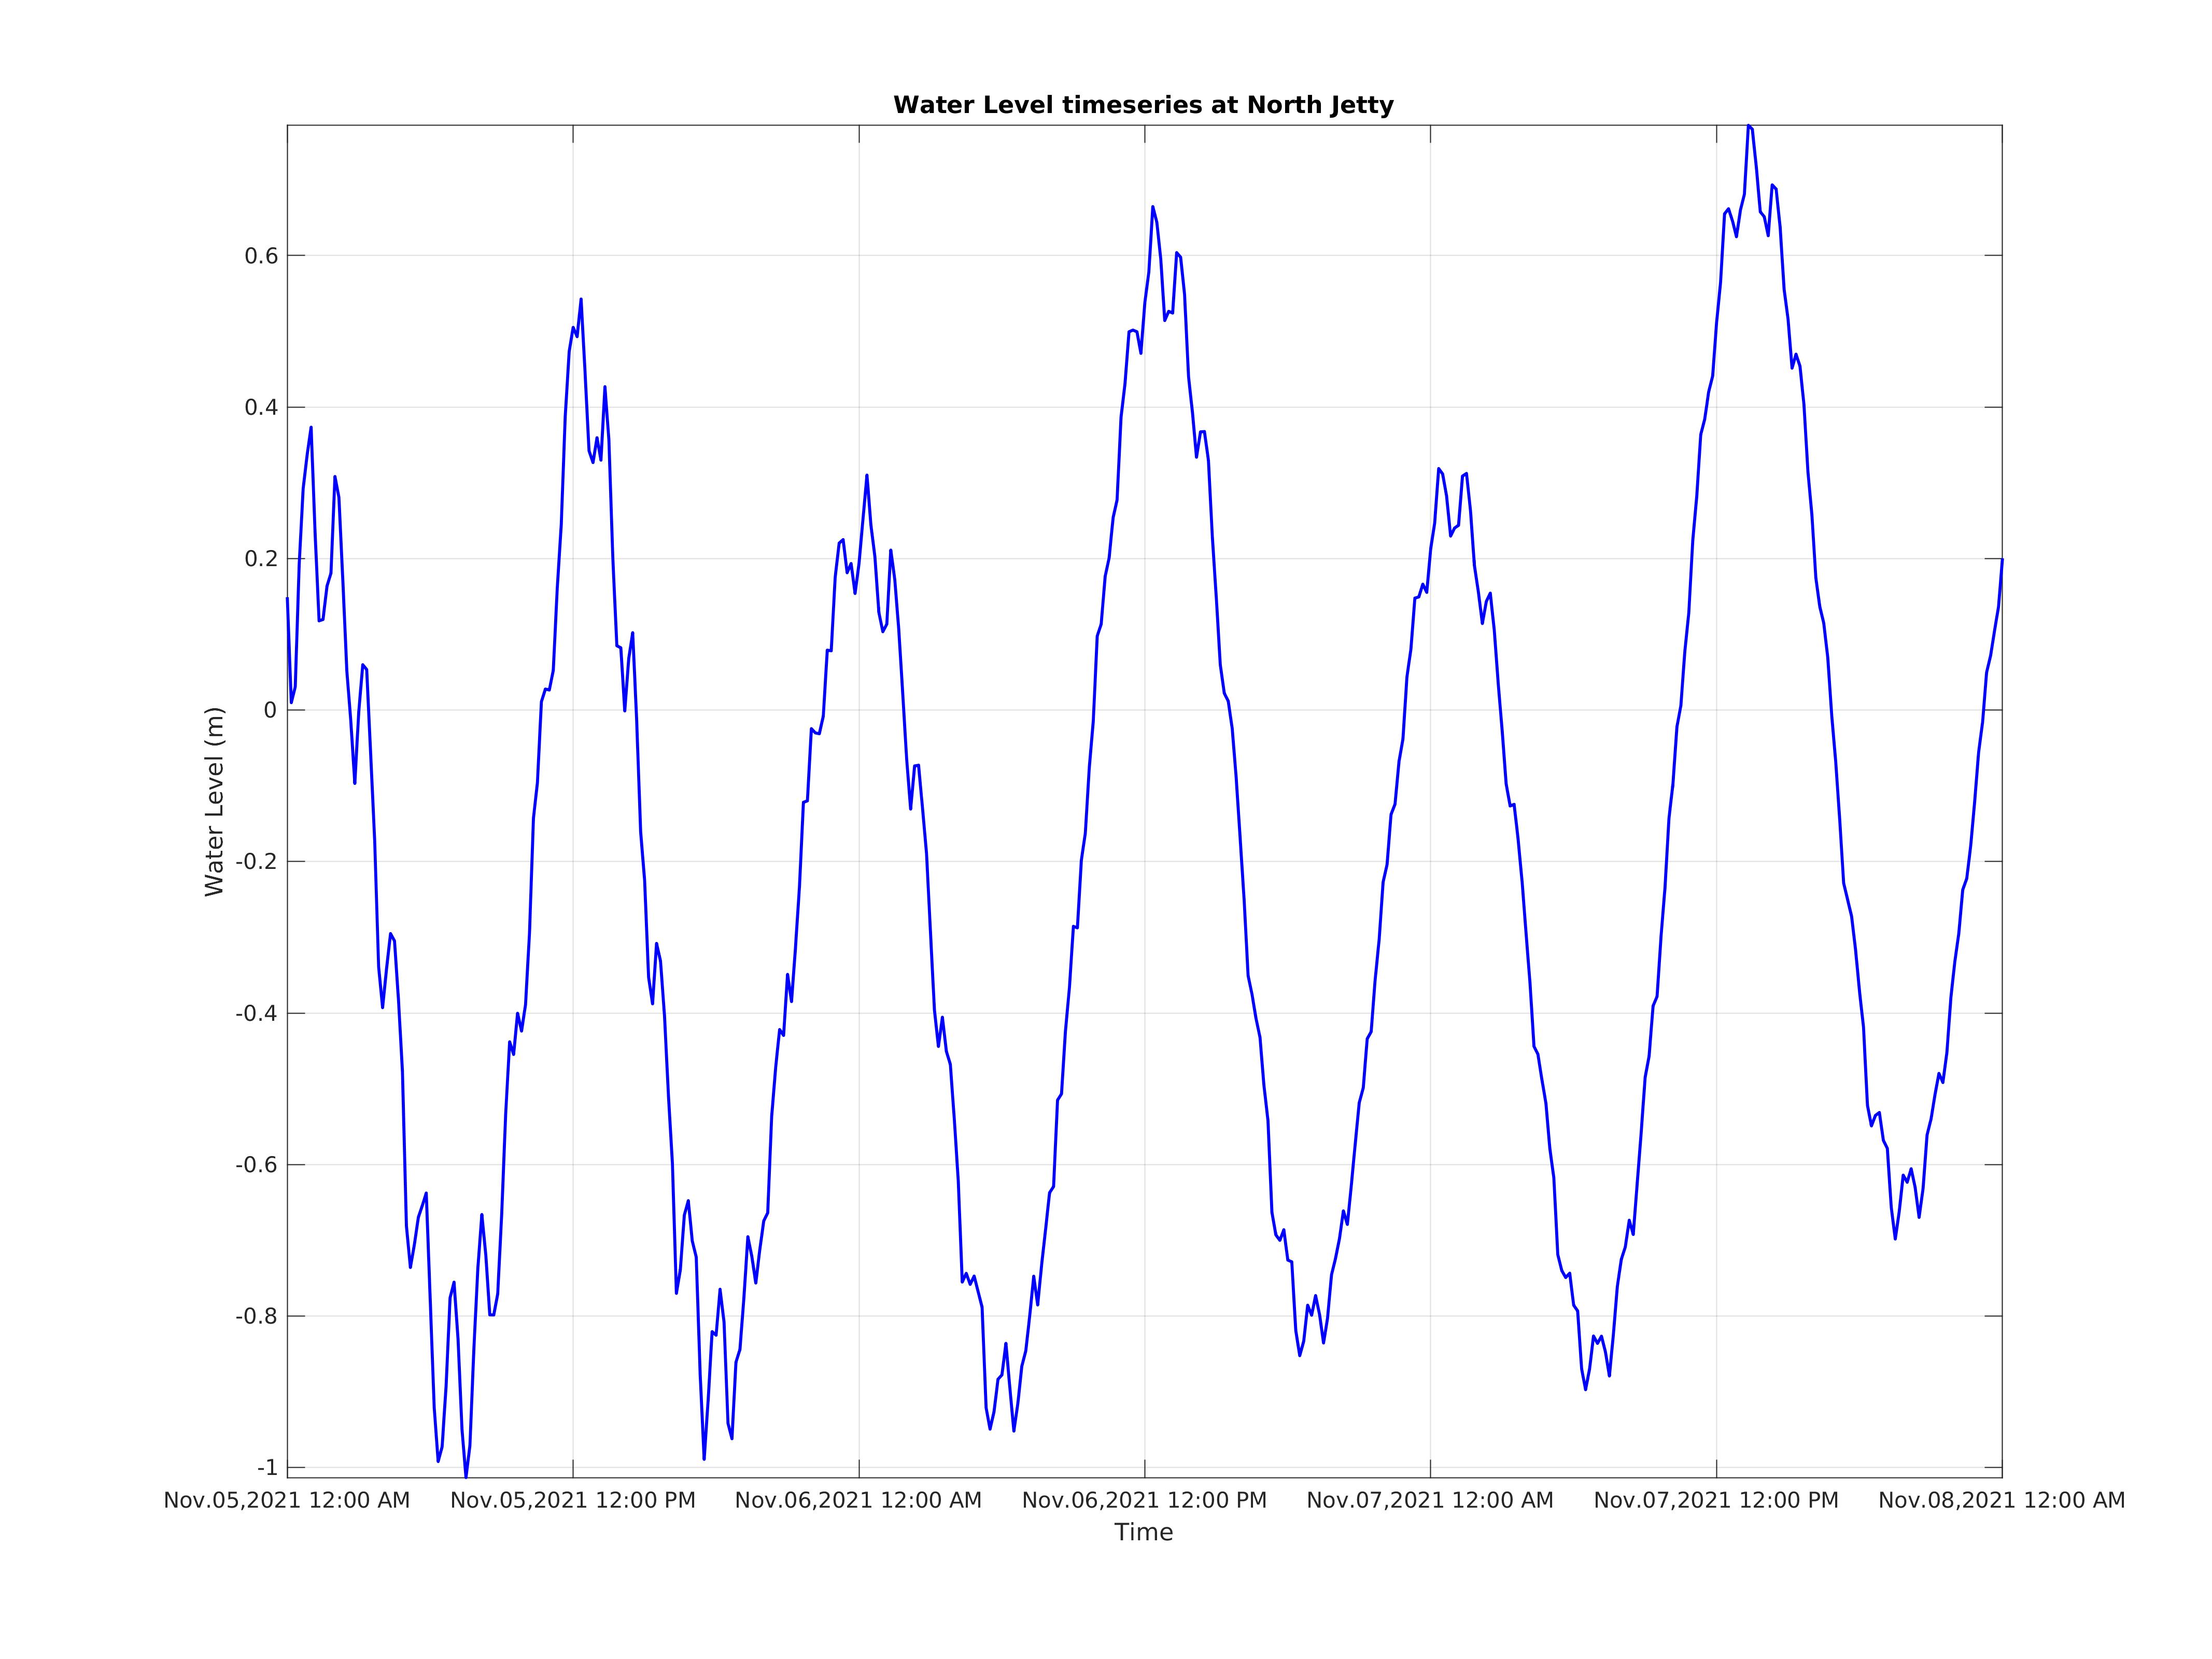 Water Level timeseries at North Jetty
0.6
0.4
0.2
0
-0.2
-0.4
-0.6
-0.8
-1
Water Level (m)
Nov.05,2021 12:00 AM Nov.05,2021 12:00 PM Nov.06,2021 12:00 AM Nov.06,2021 12:00 PM Nov.07,2021 12:00 AM Nov.07,2021 12:00 PM Nov.08,2021 12:00 AM
Time